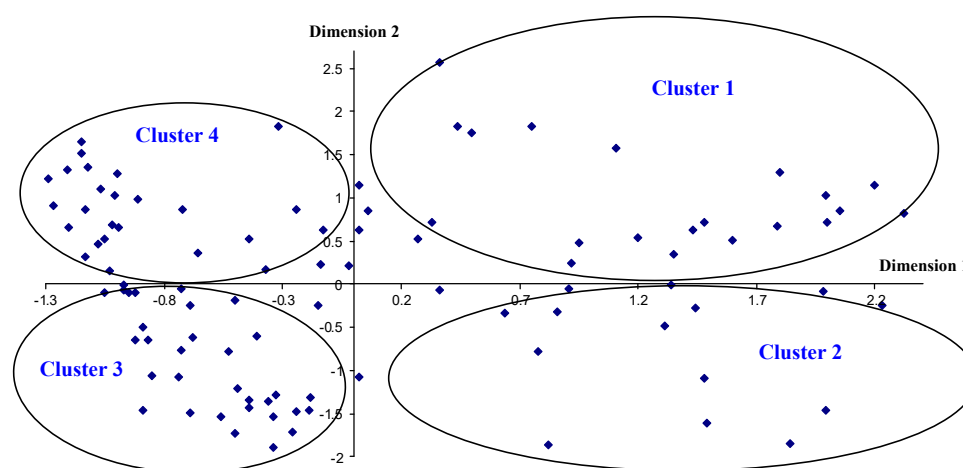 Dimension 2
2.5
Cluster 1
2
Cluster 4
1.5
1
0.5
Dimension 1
0
-1.3 -0.8 -0.3 0.2 0.7 1.2 1.7 2.2
-0.5
Cluster 2
Cluster 3
-1
-1.5
-2